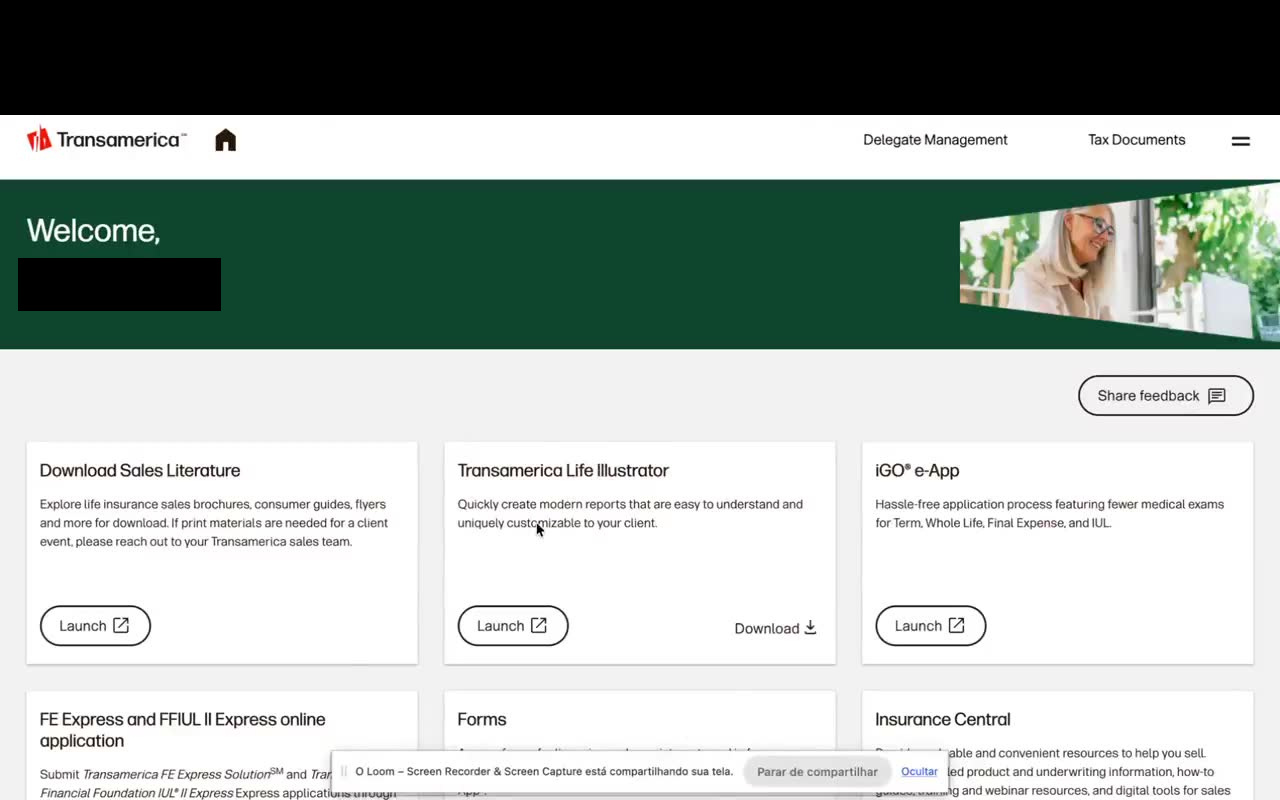 Transamerica
Delegate Management
Tax Documents
Welcome,
Share feedback
Download Sales Literature
Explore life insurance sales brochures, consumer guides, flyers
and more for download. If print materials are needed for a client
event, please reach out to your Transamerica sales team.
Launch
Transamerica Life Illustrator
Quickly create modern reports that are easy to understand and
uniquely customizable to your client.
Launch
Download
iGO® e-App
Hassle-free application process featuring fewer medical exams
for Term, Whole Life, Final Expense, and IUL.
Launch
FE Express and FFIUL II Express online
application
Submit Transamerica FE Express Solution℠ and
Financial Foundation IUL® II Express Express applications through
Forms
Insurance Central
able and convenient resources to help you sell.
led product and underwriting information, how-to
guides, training and webinar resources, and digital tools for sales
O Loom – Screen Recorder & Screen Capture está compartilhando sua tela.
Parar de compartilhar
Ocultar